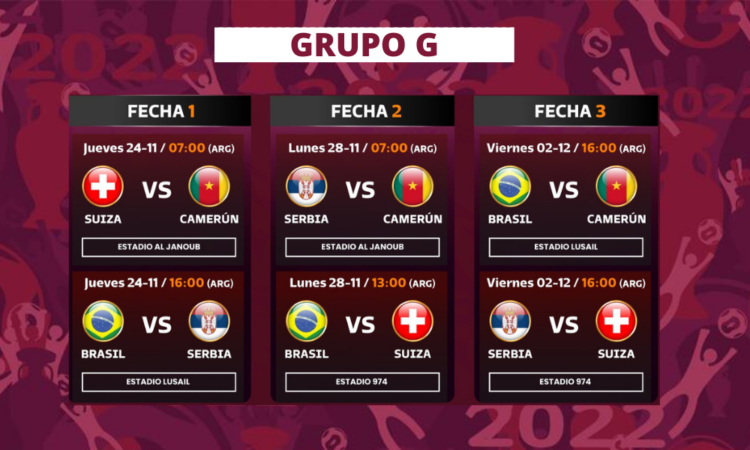 GRUPO G
FECHA 1
Jueves 24-11 / 07:00 (ARG)
VS
SUIZA CAMERÚN
ESTADIO AL JANOUB
Jueves 24-11 / 16:00 (ARG)
VS
BRASIL SERBIA
ESTADIO LUSAIL
FECHA 2
Lunes 28-11 / 07:00 (ARG)
VS
SERBIA CAMERÚN
ESTADIO AL JANOUB
Lunes 28-11 / 13:00 (ARG)
VS
BRASIL SUIZA
ESTADIO 974
FECHA 3
Viernes 02-12 / 16:00 (ARG)
VS
BRASIL CAMERÚN
ESTADIO LUSAIL
Viernes 02-12 / 16:00 (ARG)
VS
SERBIA SUIZA
ESTADIO 974
2022
2022
2022